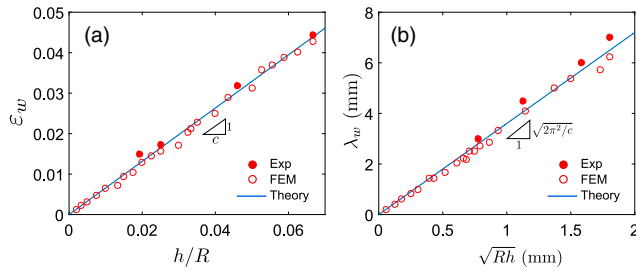 (a)
0.05
0.04
0.03
0.02
0.01
0
ε_w
0 0.02 0.04 0.06
h/R
1
c
Exp
FEM
Theory
(b)
8
6
4
2
0
λ_w (mm)
0 0.5 1 1.5 2
√Rh (mm)
√2π²/c
1
Exp
FEM
Theory